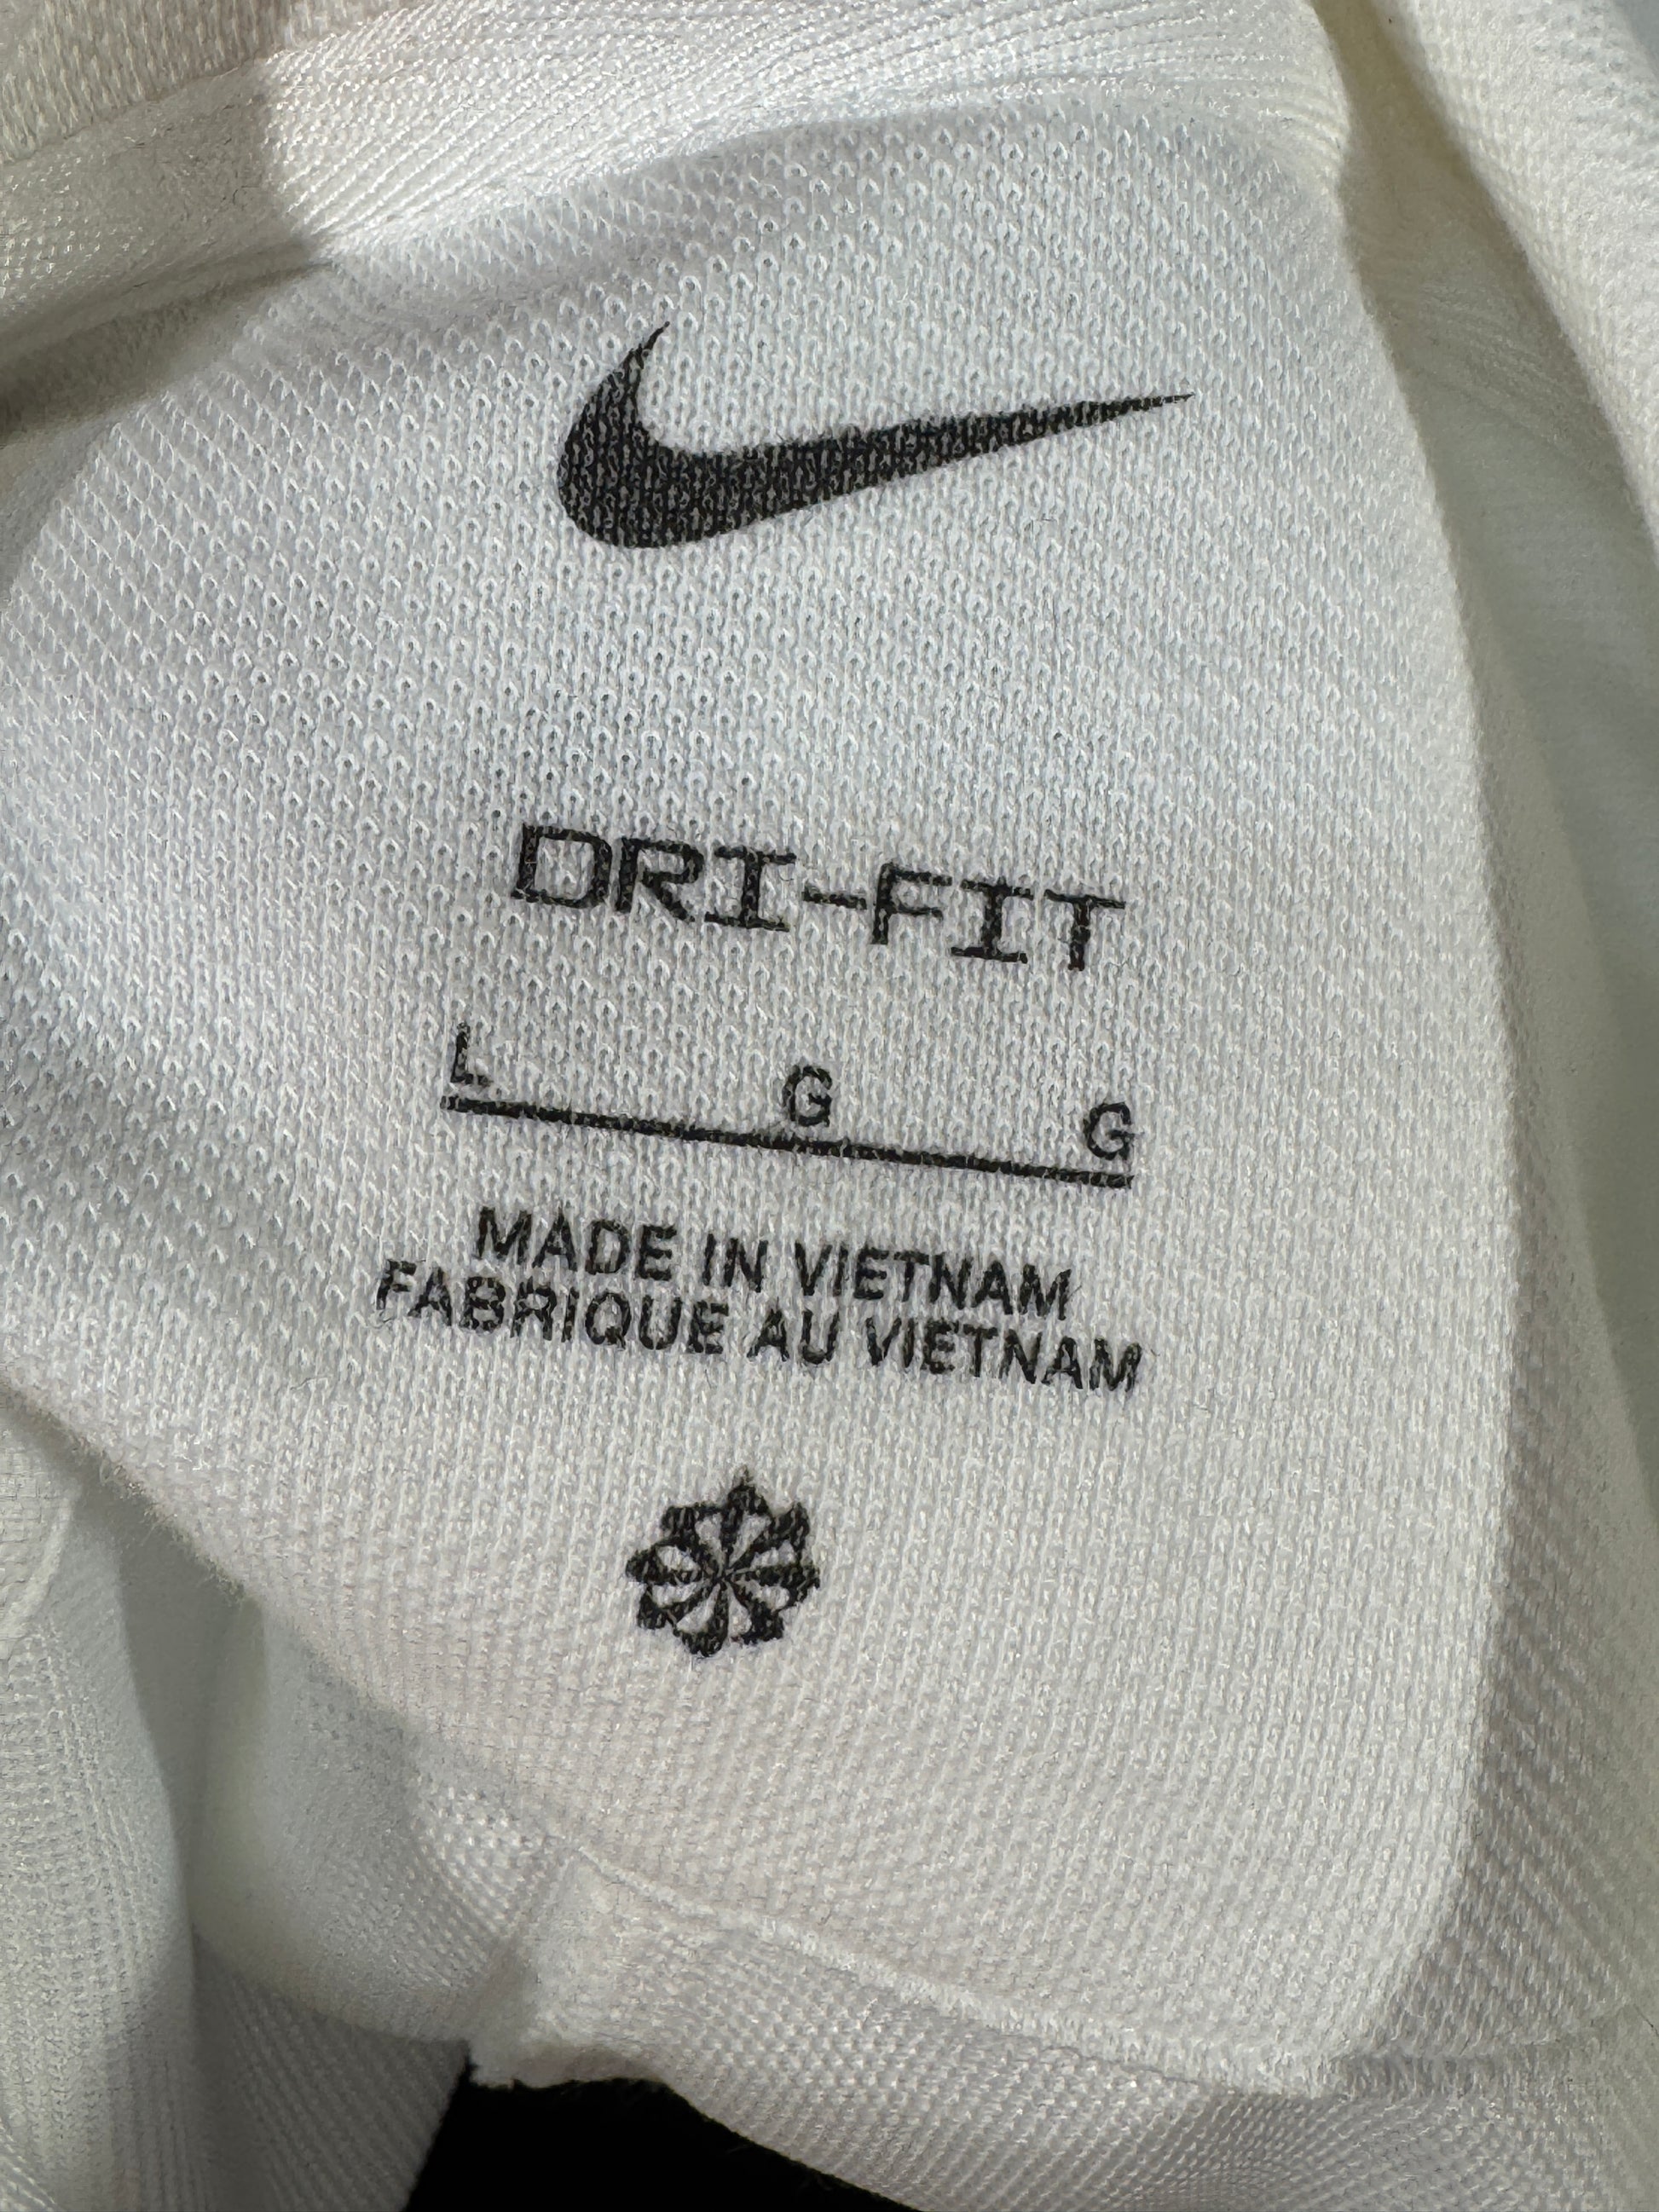 DRI-FIT
L G G
MADE IN VIETNAM
FABRIQUE AU VIETNAM